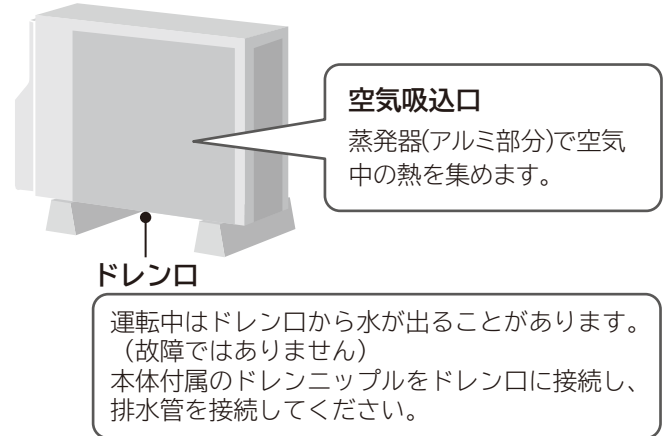 空気吸込口
蒸発器(アルミ部分)で空気
中の熱を集めます。
ドレン口
運転中はドレン口から水が出ることがあります。
（故障ではありません）
本体付属のドレンニップルをドレン口に接続し、
排水管を接続してください。